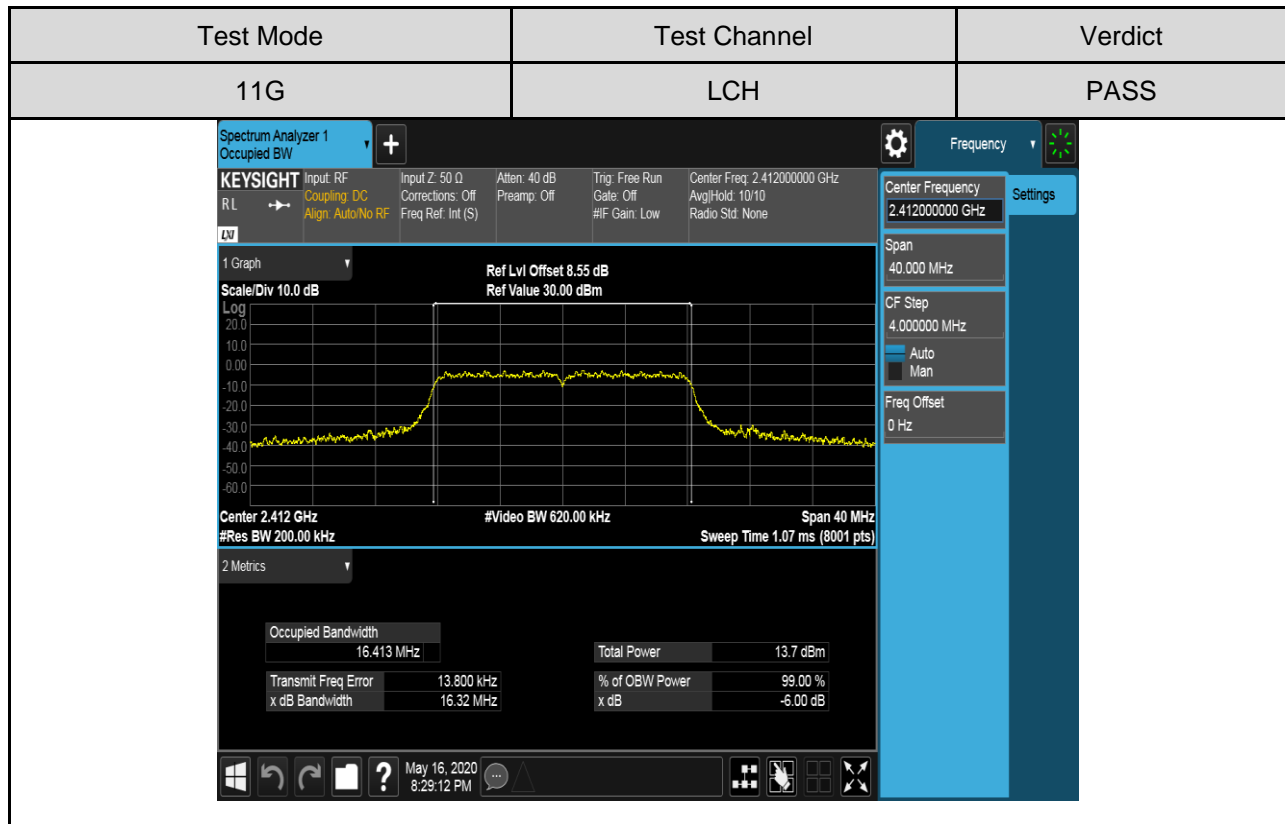 Test Mode Test Channel Verdict
11G LCH PASS
Spectrum Analyzer 1
Occupied BW
+
Frequency
KEYSIGHT
RL
LXI
Input: RF
Coupling: DC
Align: Auto/No RF
Input Z: 50 Ω
Corrections: Off
Freq Ref: Int (S)
Atten: 40 dB
Preamp: Off
Trig: Free Run
Gate: Off
#IF Gain: Low
Center Freq: 2.412000000 GHz
Avg|Hold: 10/10
Radio Std: None
Center Frequency
2.412000000 GHz
Settings
Span
40.000 MHz
CF Step
4.000000 MHz
Auto
Man
Freq Offset
0 Hz
1 Graph
Scale/Div 10.0 dB
Ref Lvl Offset 8.55 dB
Ref Value 30.00 dBm
Log
20.0
10.0
0.00
-10.0
-20.0
-30.0
-40.0
-50.0
-60.0
Center 2.412 GHz #Video BW 620.00 kHz Span 40 MHz
#Res BW 200.00 kHz Sweep Time 1.07 ms (8001 pts)
2 Metrics
Occupied Bandwidth
16.413 MHz
Total Power 13.7 dBm
Transmit Freq Error 13.800 kHz
% of OBW Power 99.00 %
x dB Bandwidth 16.32 MHz
x dB -6.00 dB
?
May 16, 2020
8:29:12 PM